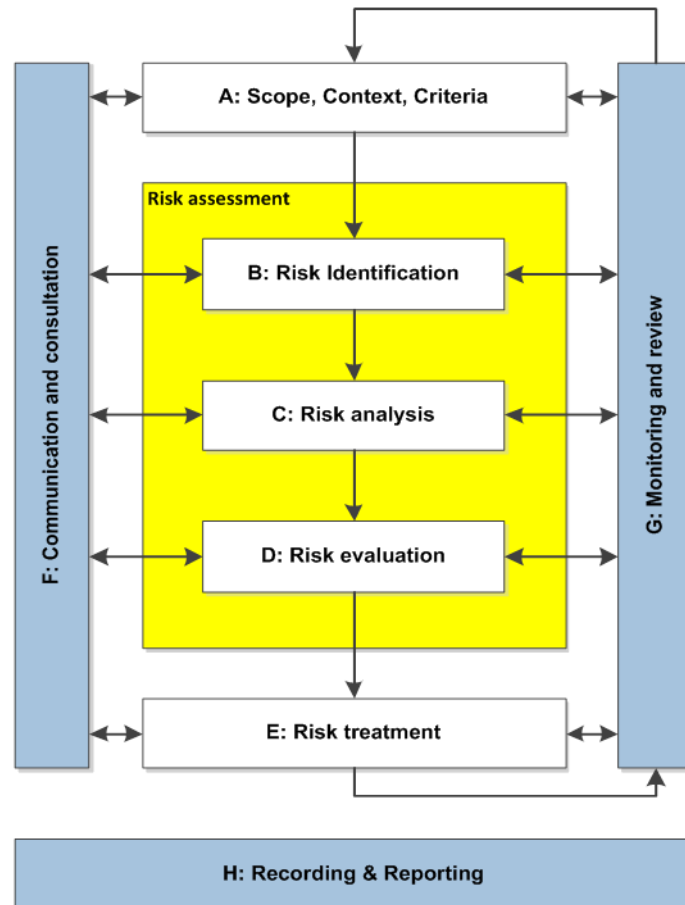 A: Scope, Context, Criteria
Risk assessment
B: Risk Identification
C: Risk analysis
D: Risk evaluation
E: Risk treatment
F: Communication and consultation
G: Monitoring and review
H: Recording & Reporting